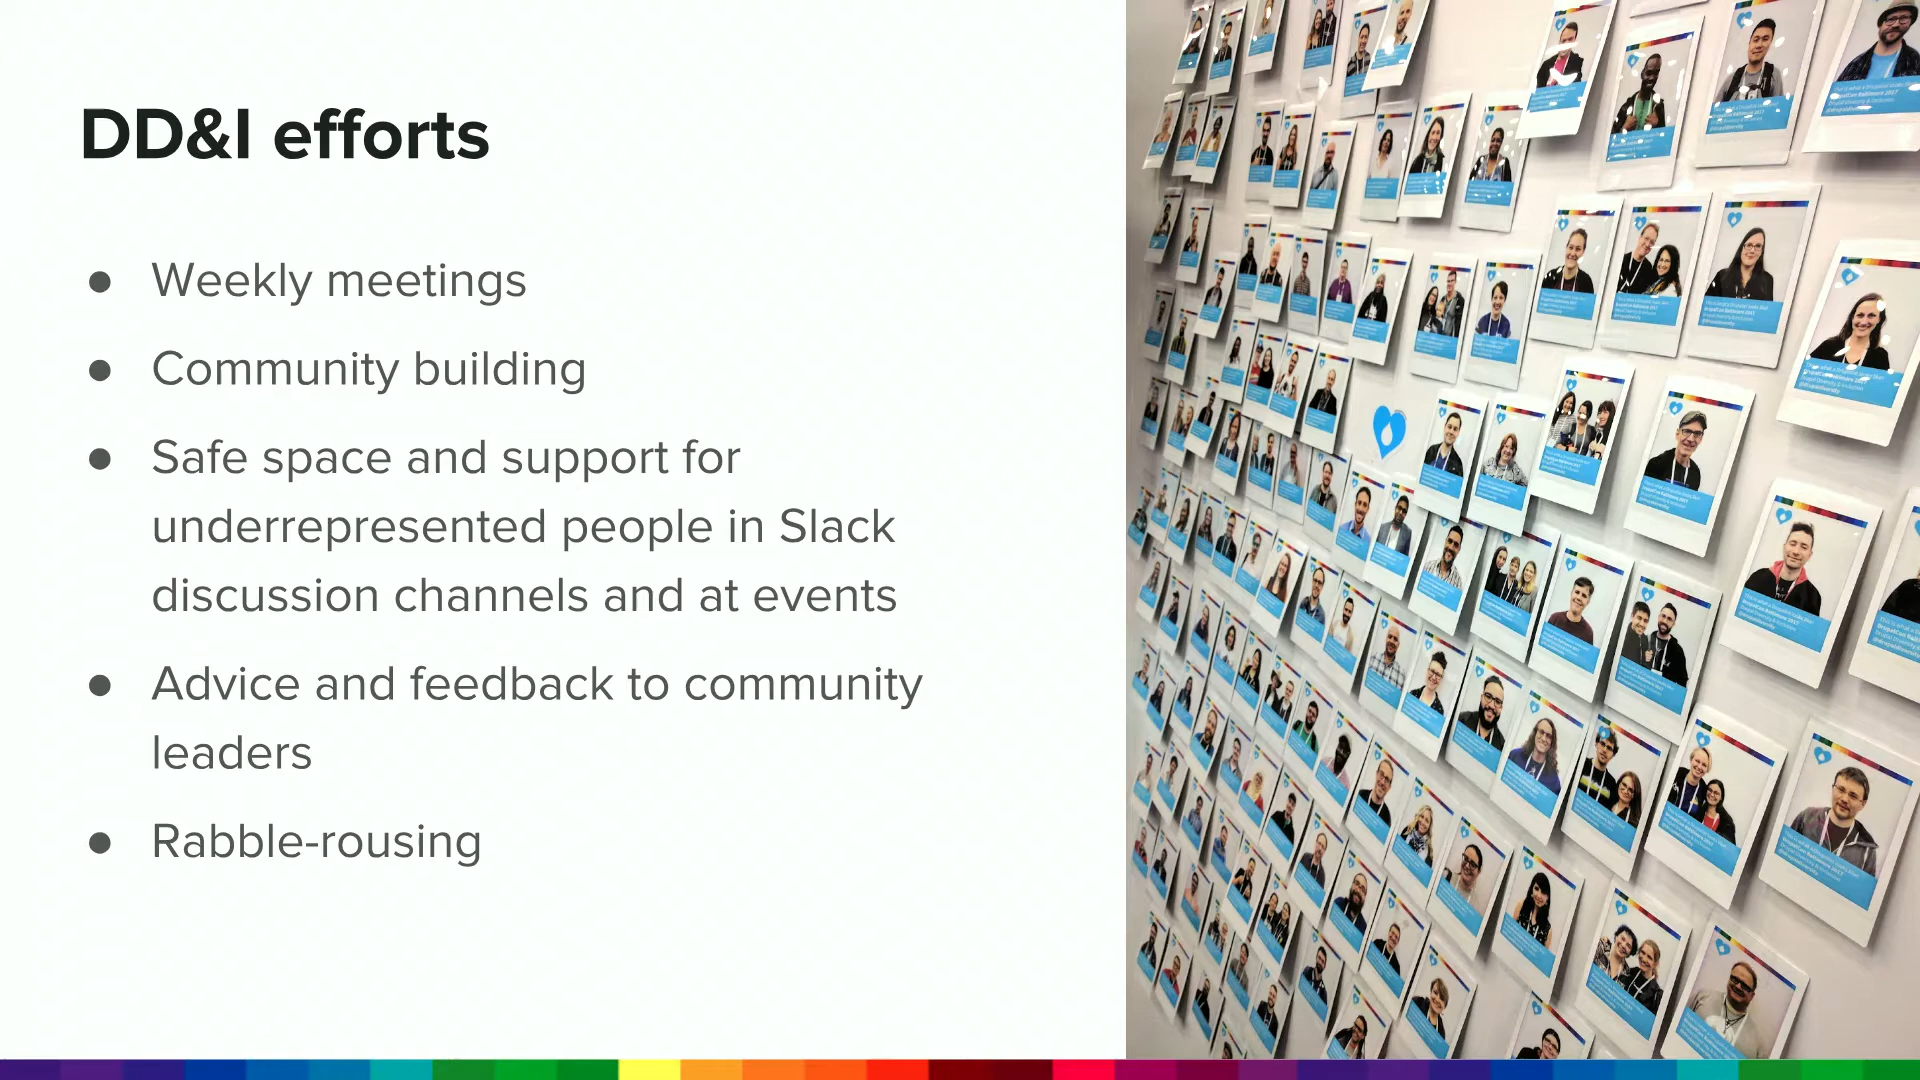 DD&I efforts
● Weekly meetings
● Community building
● Safe space and support for
underrepresented people in Slack
discussion channels and at events
● Advice and feedback to community
leaders
● Rabble-rousing